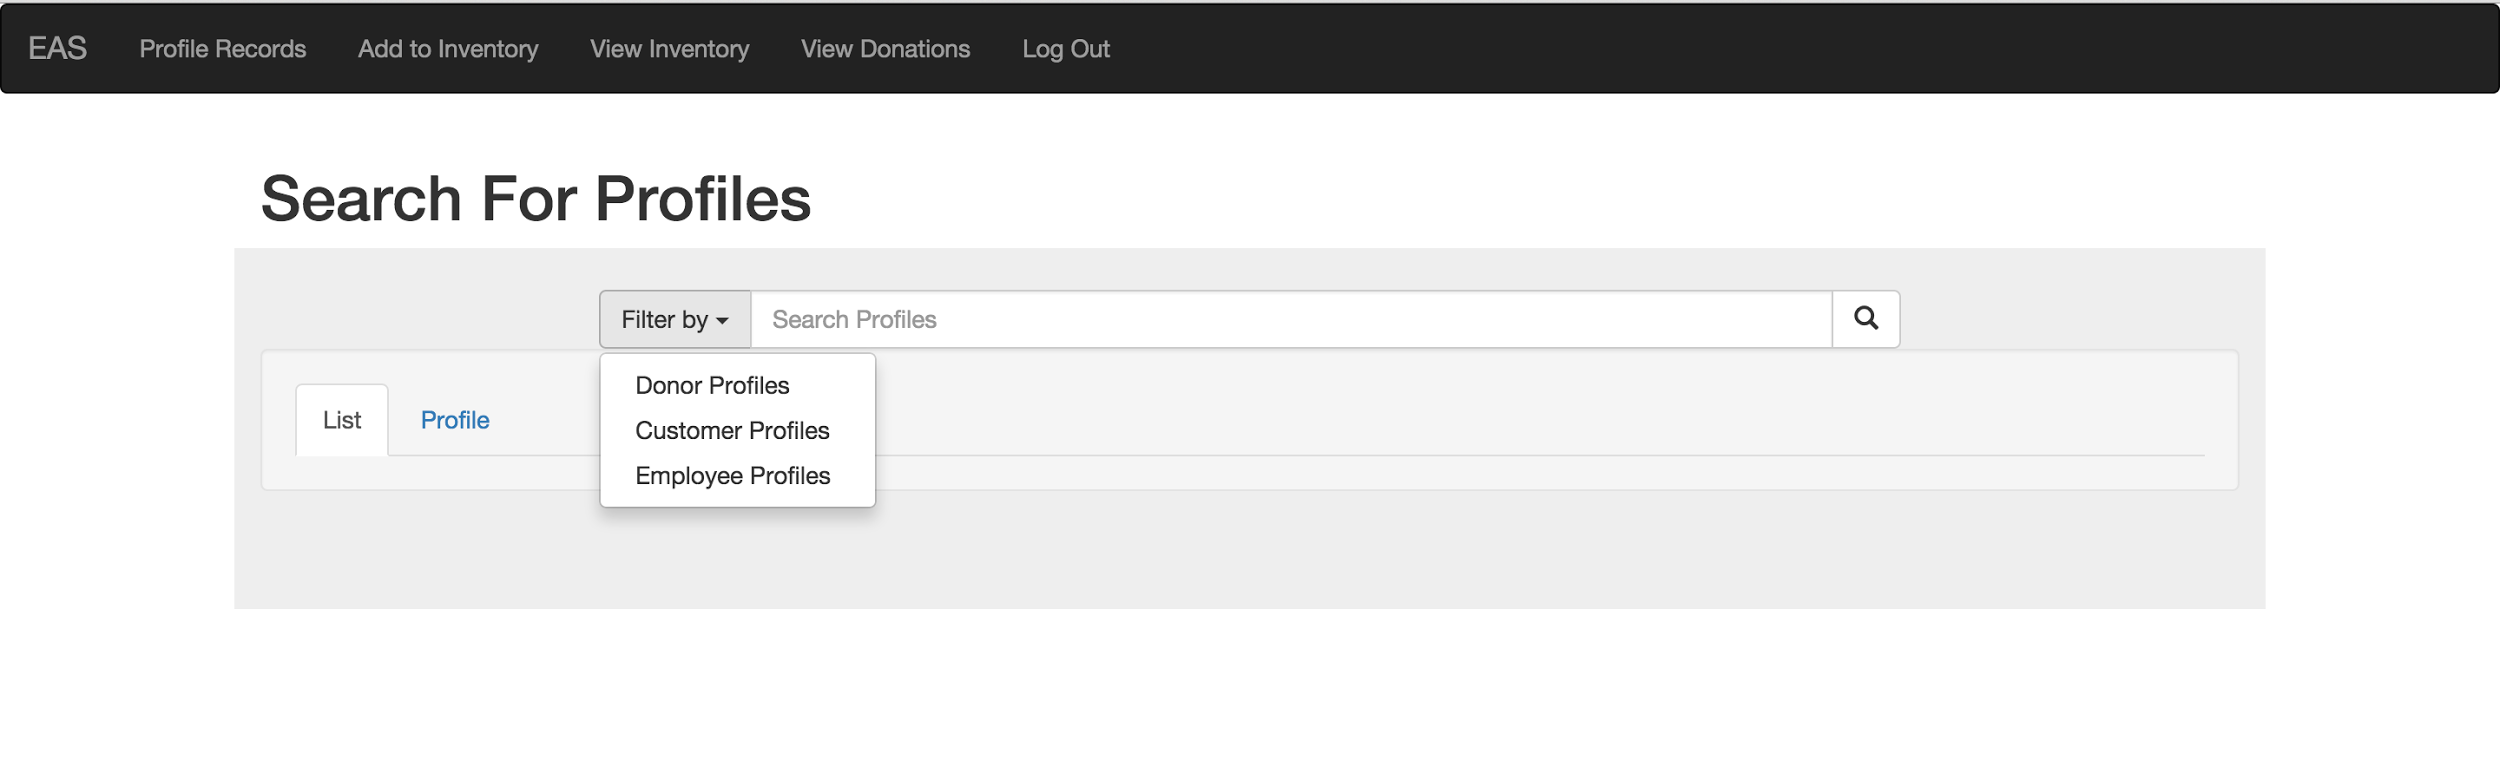 EAS Profile Records Add to Inventory View Inventory View Donations Log Out
Search For Profiles
Filter by Search Profiles
Donor Profiles
Customer Profiles
Employee Profiles
List Profile